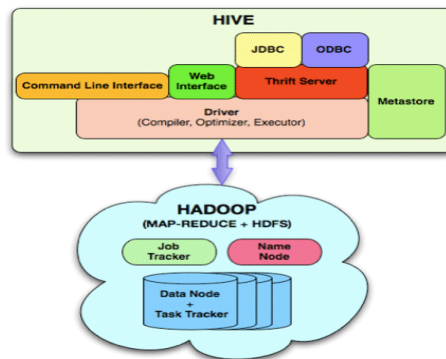 HIVE
JDBC
ODBC
Command Line Interface
Web
Interface
Thrift Server
Metastore
Driver
(Compiler, Optimizer, Executor)
HADOOP
(MAP-REDUCE + HDFS)
Job
Tracker
Name
Node
Data Node
+
Task Tracker